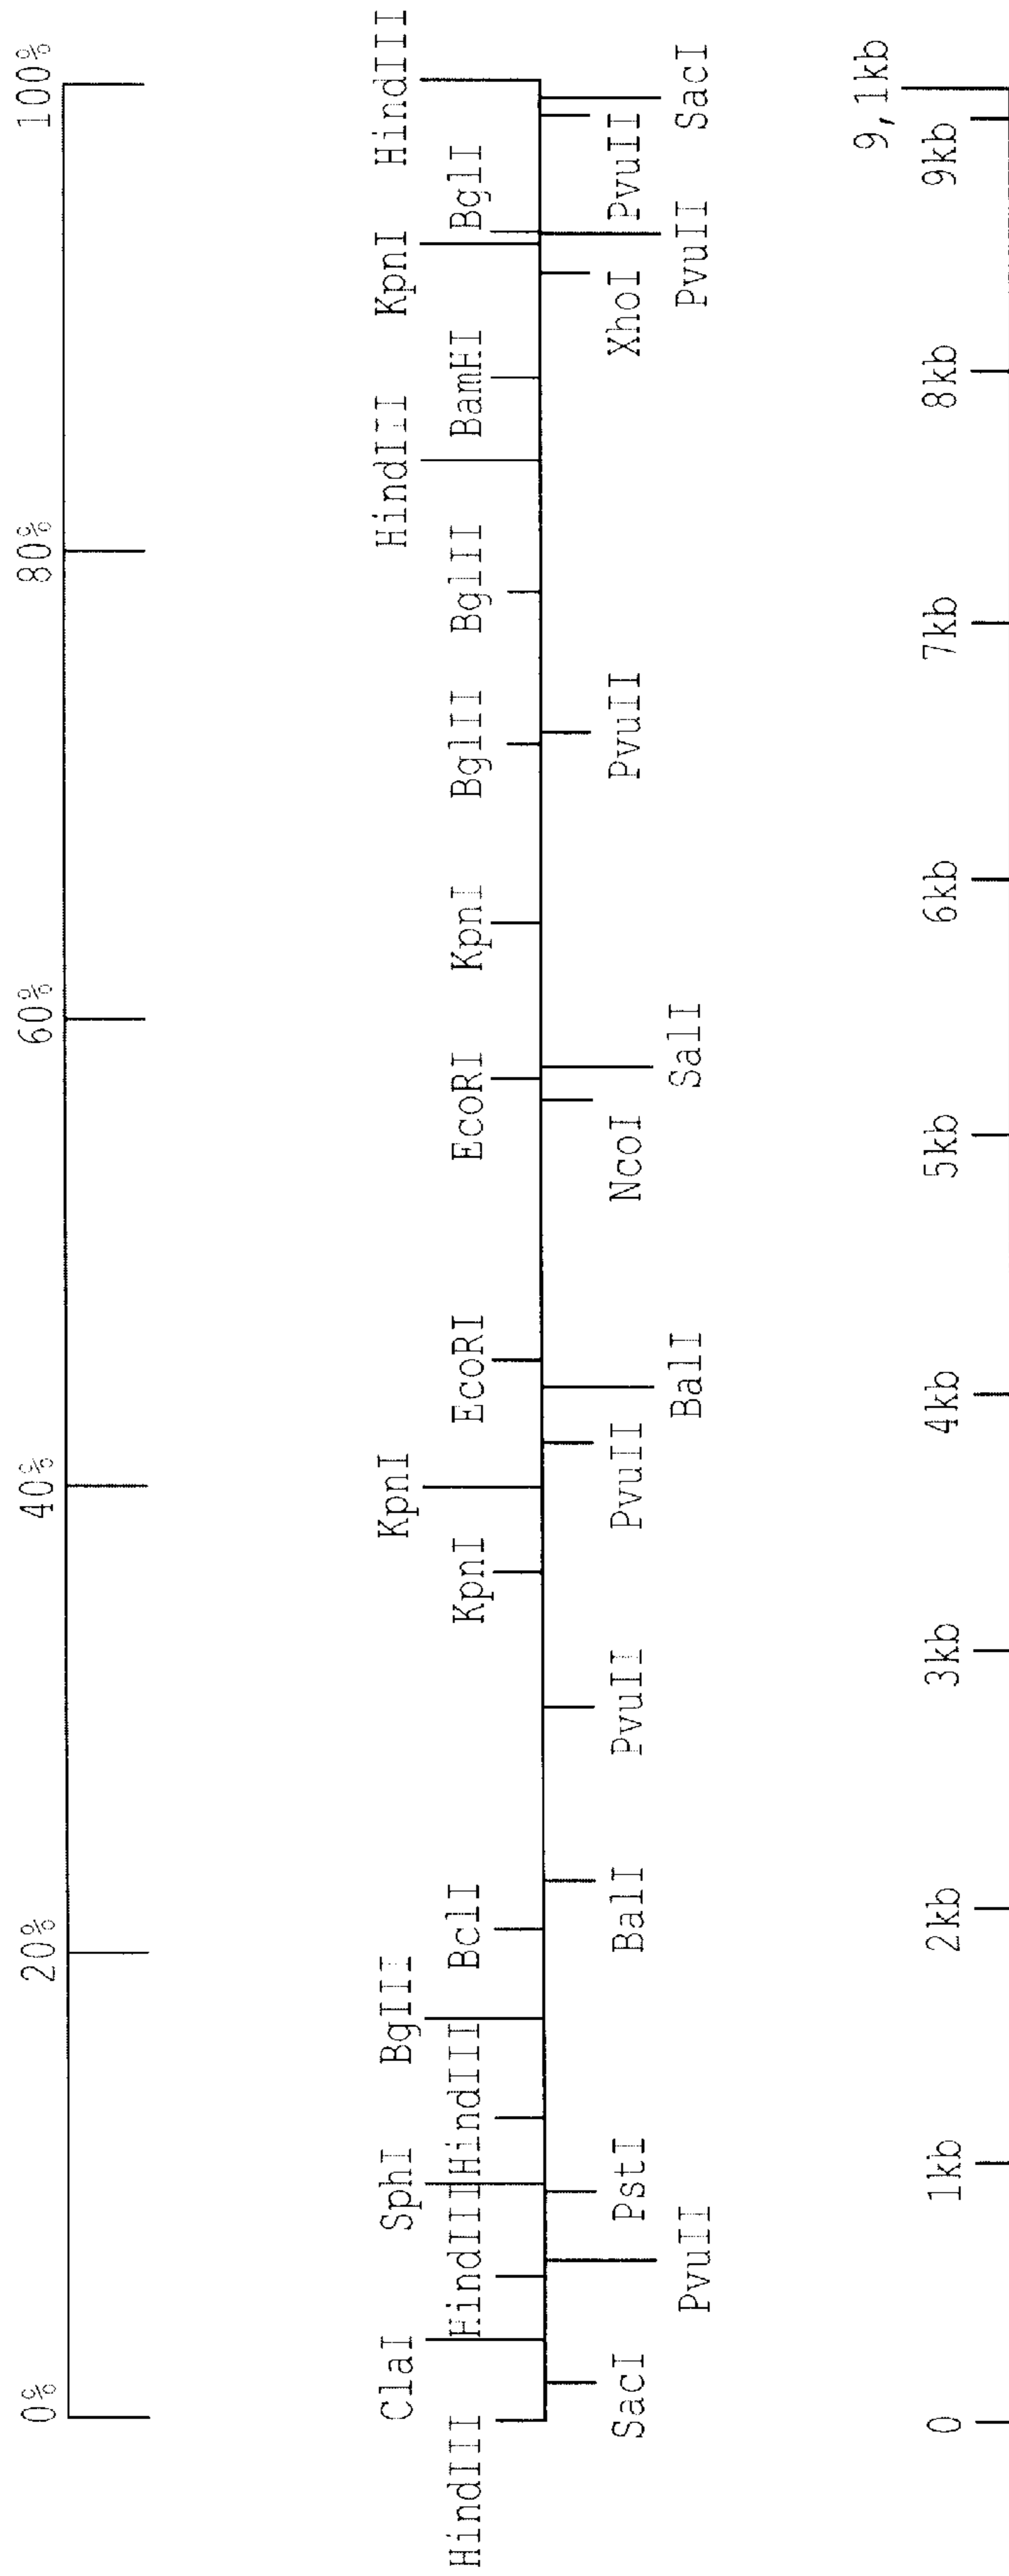 0% 20% 40% 60% 80% 100%
HindIII ClaI HindIII SphI HindIII BglII BclI KpnI KpnI EcoRI EcoRI KpnI BglII BglII HindIII BamHI KpnI BglI HindIII
SacI PvuII PstI BalI PvuII PvuII BalI NcoI SalI PvuII XhoI PvuII PvuII SacI
0 1kb 2kb 3kb 4kb 5kb 6kb 7kb 8kb 9kb 9,1kb